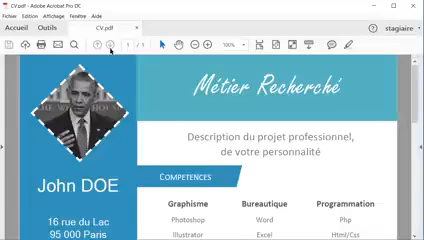 CV.pdf - Adobe Acrobat Pro DC
Fichier Edition Affichage Fenêtre Aide
Accueil Outils CV.pdf × ? stagiaire
1 / 1 100%
Métier Recherché
Description du projet professionnel,
de votre personnalité
John DOE
COMPETENCES
Graphisme Bureautique Programmation
16 rue du Lac Photoshop Word Php
95 000 Paris Illustrator Excel Html/Css